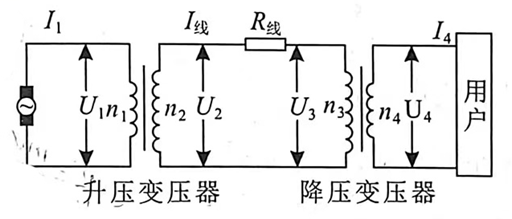 I₁ I线 R线 I₄
U₁ n₁ n₂ U₂ U₃ n₃ n₄ U₄ 用户
升压变压器 降压变压器